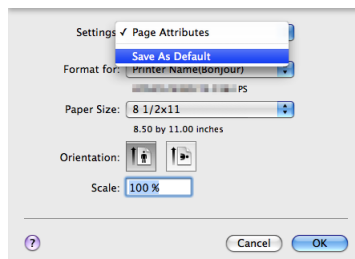 Settings ✓ Page Attributes
Save As Default
Format for: Printer Name(Bonjour)
PS
Paper Size: 8 1/2x11
8.50 by 11.00 inches
Orientation:
Scale: 100 %
? Cancel OK